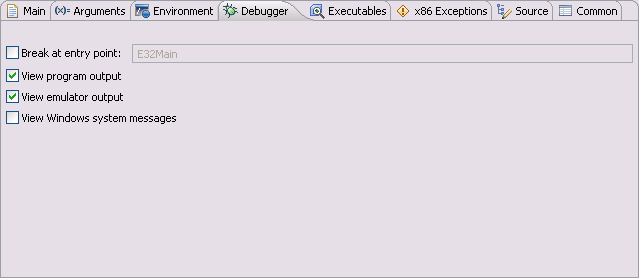 Main (x)= Arguments Environment Debugger Executables x86 Exceptions Source Common
Break at entry point: E32Main
View program output
View emulator output
View Windows system messages